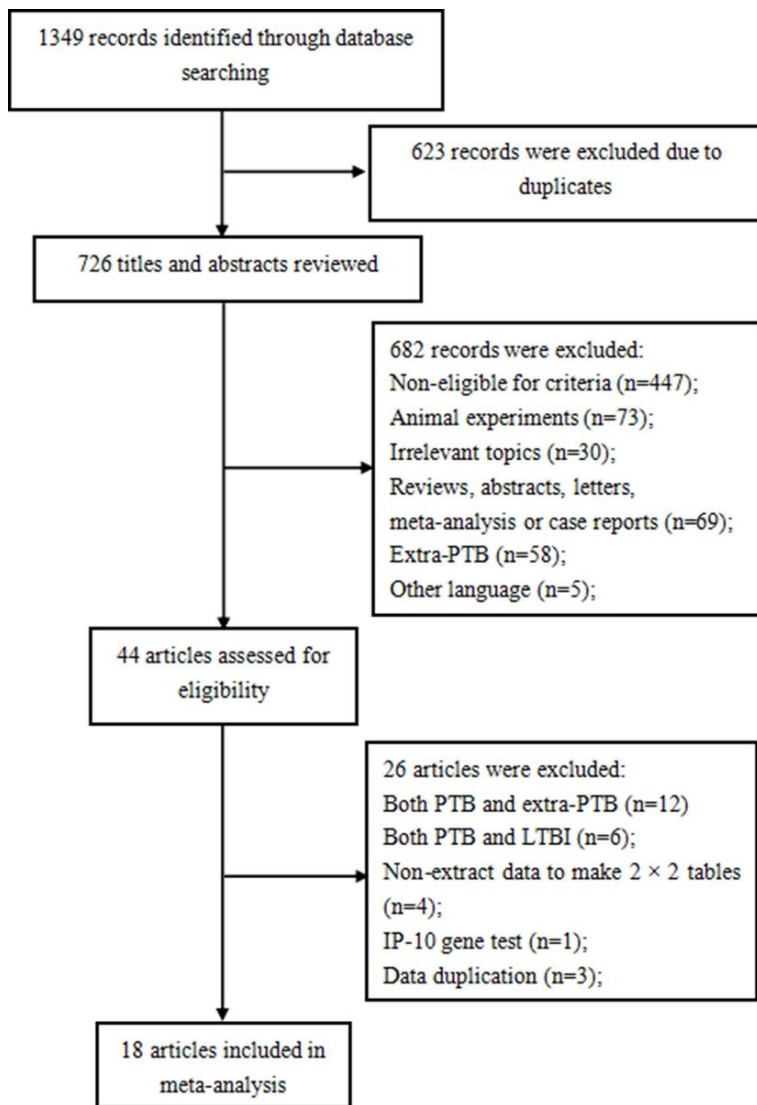 1349 records identified through database
searching
623 records were excluded due to
duplicates
726 titles and abstracts reviewed
682 records were excluded:
Non-eligible for criteria (n=447);
Animal experiments (n=73);
Irrelevant topics (n=30);
Reviews, abstracts, letters,
meta-analysis or case reports (n=69);
Extra-PTB (n=58);
Other language (n=5);
44 articles assessed for
eligibility
26 articles were excluded:
Both PTB and extra-PTB (n=12)
Both PTB and LTBI (n=6);
Non-extract data to make 2 × 2 tables
(n=4);
IP-10 gene test (n=1);
Data duplication (n=3);
18 articles included in
meta-analysis